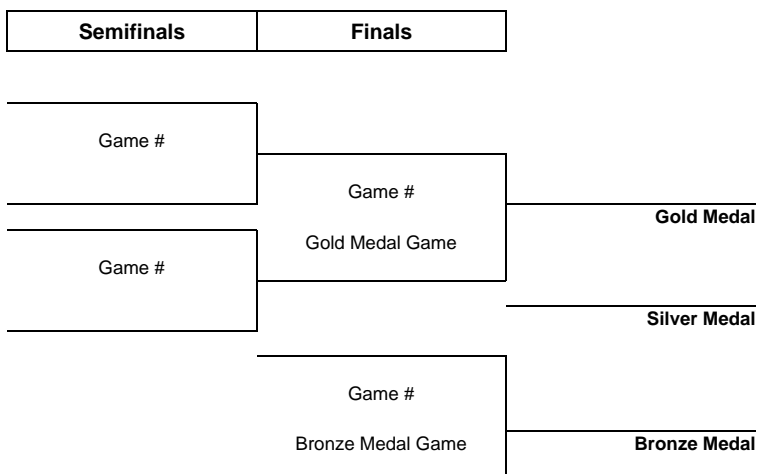 Semifinals Finals
Game #
Game #
Gold Medal
Gold Medal Game
Game #
Silver Medal
Game #
Bronze Medal Game Bronze Medal